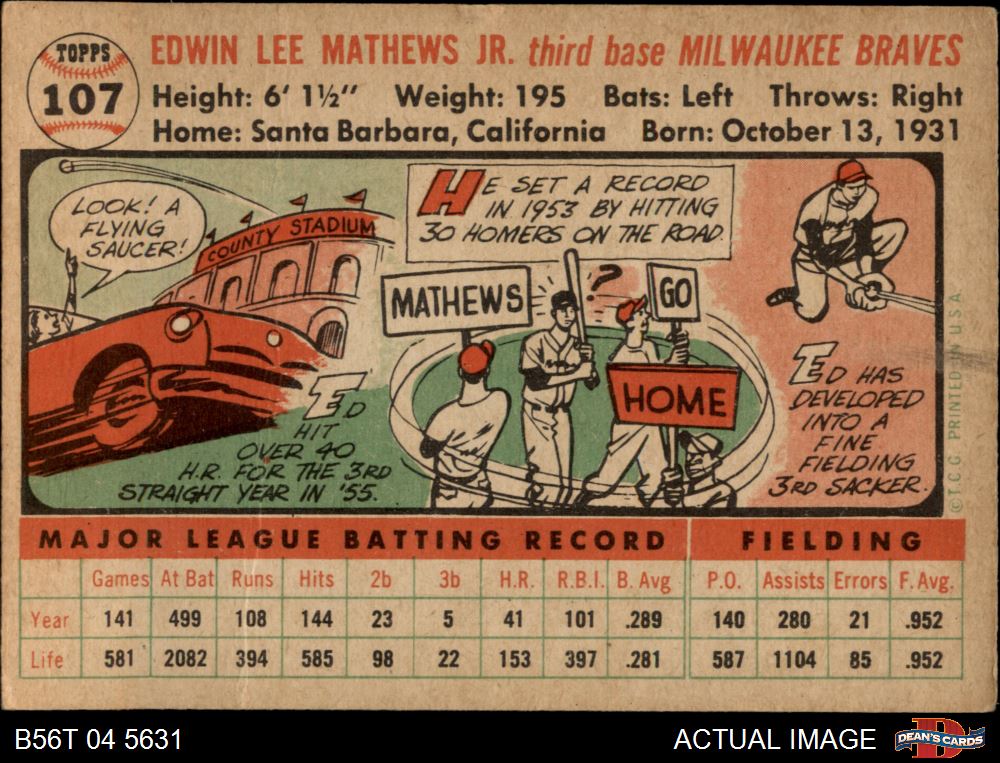 TOPPS
107
EDWIN LEE MATHEWS JR. third base MILWAUKEE BRAVES
Height: 6' 1½" Weight: 195 Bats: Left Throws: Right
Home: Santa Barbara, California Born: October 13, 1931
LOOK! A
FLYING
SAUCER!
COUNTY STADIUM
ED
HIT
OVER 40
H.R. FOR THE 3RD
STRAIGHT YEAR IN '55.
HE SET A RECORD
IN 1953 BY HITTING
30 HOMERS ON THE ROAD.
MATHEWS
?
GO
HOME
ED HAS
DEVELOPED
INTO A
FINE
FIELDING
3RD SACKER.
© T.C.G. PRINTED IN U.S.A.
MAJOR LEAGUE BATTING RECORD FIELDING
Games At Bat Runs Hits 2b 3b H.R. R.B.I. B. Avg P.O. Assists Errors F. Avg.
Year 141 499 108 144 23 5 41 101 .289 140 280 21 .952
Life 581 2082 394 585 98 22 153 397 .281 587 1104 85 .952
B56T 04 5631
ACTUAL IMAGE
DEAN'S CARDS